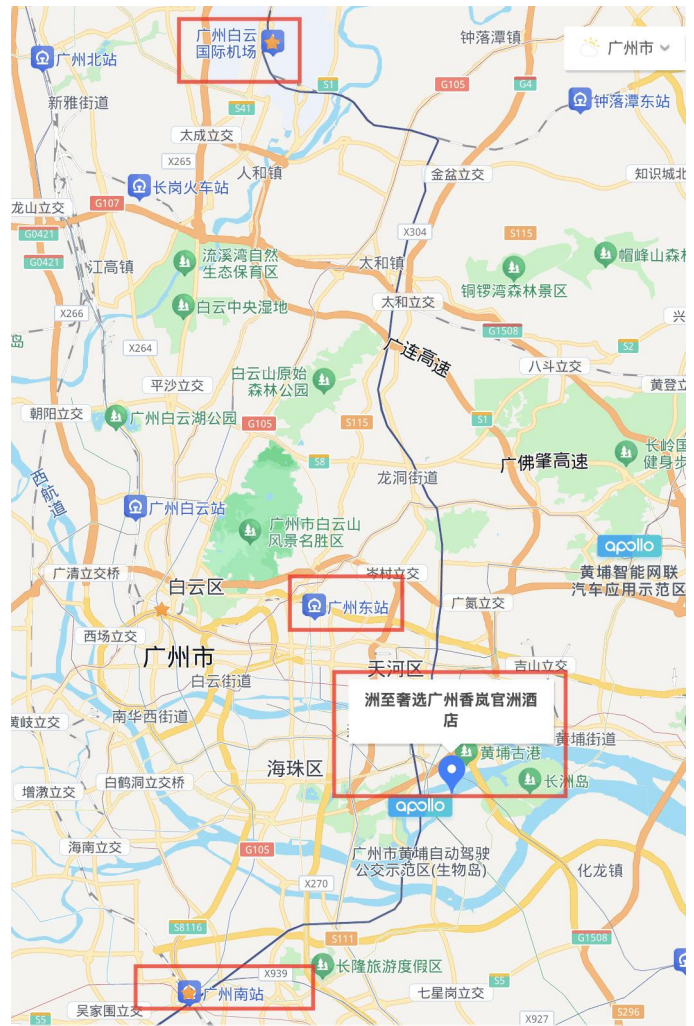 广州白云
国际机场
钟落潭镇
广州市
广州北站
S1
G105
G4
钟落潭东站
新雅街道
S41
太成立交
X265
人和镇
金盆立交
知识城北
长岗火车站
G107
龙山立交
X304
G0421
S115
G0421
江高镇
流溪湾自然
生态保育区
太和镇
帽峰山森林
铜锣湾森林景区
白云中央湿地
太和立交
X266
G1508
兴
岛
X264
广连高速
S2
白云山原始
森林公园
八斗立交
平沙立交
黄登立
朝阳立交
广州白云湖公园
G105
S115
S1
长岭国
健身步
S8
广佛肇高速
西航道
龙洞街道
广州白云站
广州市白云山
风景名胜区
apollo
广清立交桥
白云区
岑村立交
黄埔智能网联
汽车应用示范区
广州东站
广氮立交
西场立交
广州市
天河区
吉山立交
白云街道
洲至奢选广州香岚官洲酒
店
黄岐立交
南华西街道
黄埔街道
黄埔古港
海珠区
长洲岛
增滘立交
白鹤洞立交桥
apollo
海南立交
G105
广州市黄埔自动驾驶
公交示范区(生物岛)
化龙镇
X270
S8116
S111
G1508
长隆旅游度假区
X939
广州南站
七星岗立交
S5
吴家围立交
S5
X927
S296